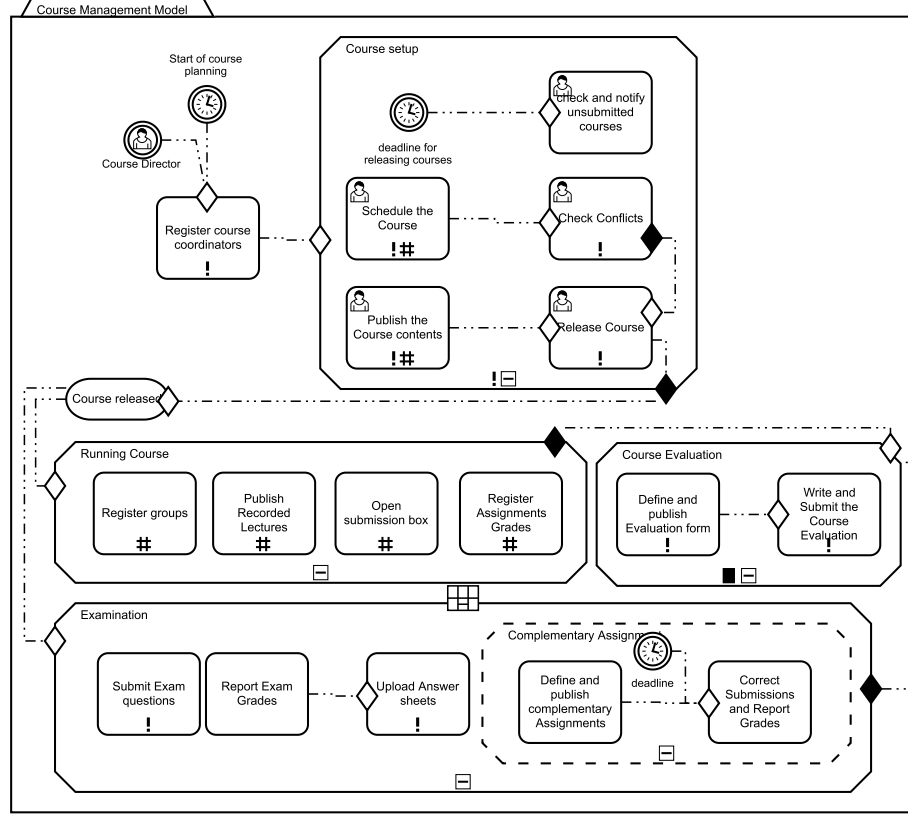 Course Management Model
Course setup
Start of course
planning
Course Director
Register course
coordinators
!
deadline for
releasing courses
check and notify
unsubmitted
courses
Schedule the
Course
!#
Check Conflicts
!
Publish the
Course contents
!#
Release Course
!
!
Course released
Running Course
Register groups
#
Publish
Recorded
Lectures
#
Open
submission box
#
Register
Assignments
Grades
#
Course Evaluation
Define and
publish
Evaluation form
!
Write and
Submit the
Course
Evaluation
!
Examination
Submit Exam
questions
!
Report Exam
Grades
Upload Answer
sheets
!
Complementary Assignm
deadline
Define and
publish
complementary
Assignments
Correct
Submissions
and Report
Grades